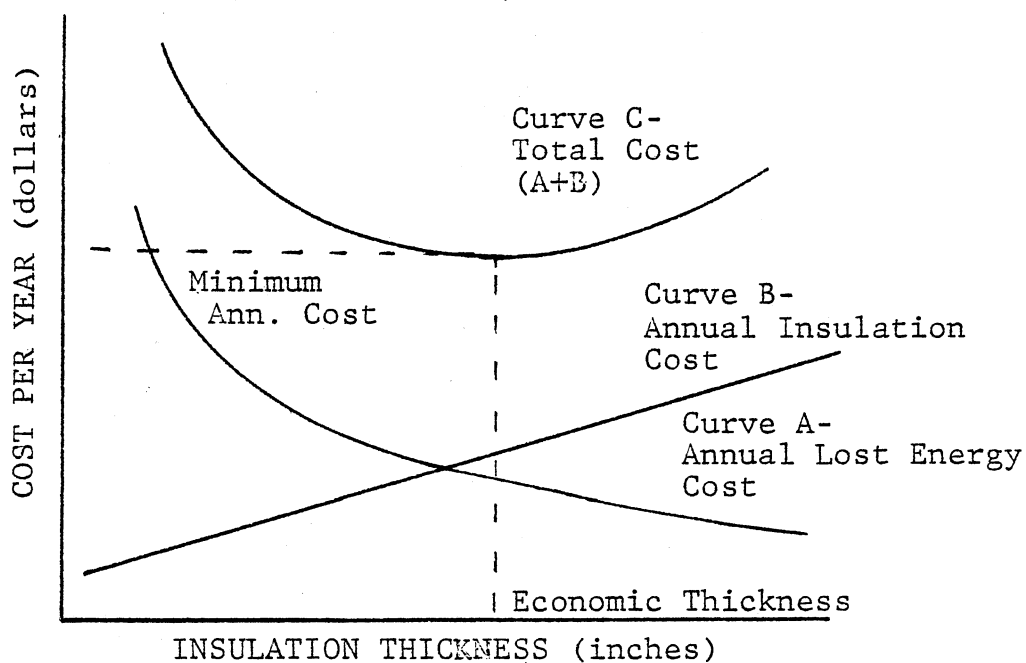 COST PER YEAR (dollars)
Curve C-
Total Cost
(A+B)
Minimum
Ann. Cost
Curve B-
Annual Insulation
Cost
Curve A-
Annual Lost Energy
Cost
Economic Thickness
INSULATION THICKNESS (inches)